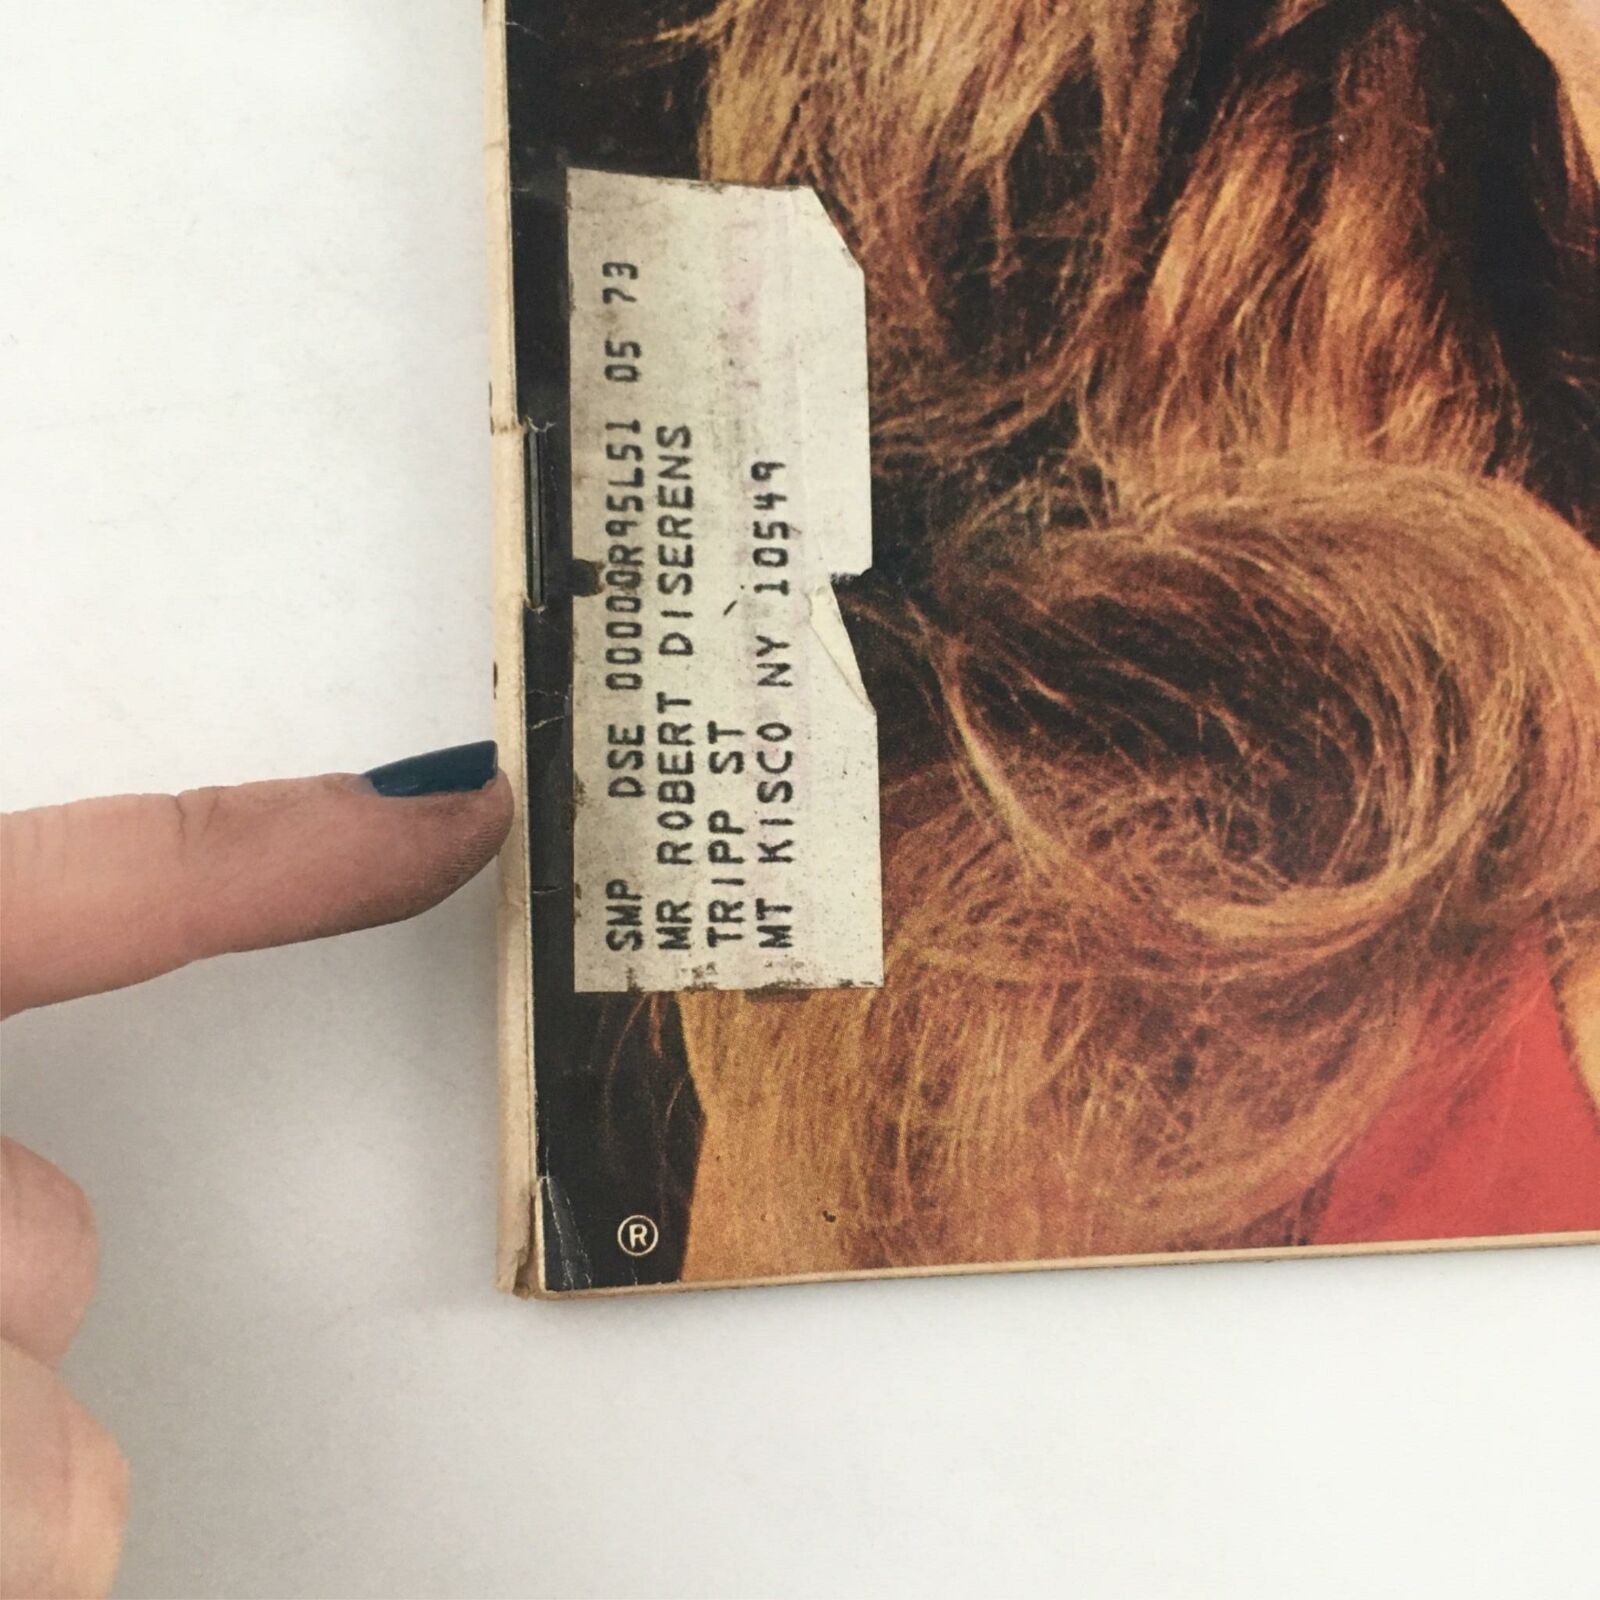 SMP DSE 00000R95L51 05 73
MR ROBERT DISERENS
TRIPP ST
MT KISCO NY 10549
®